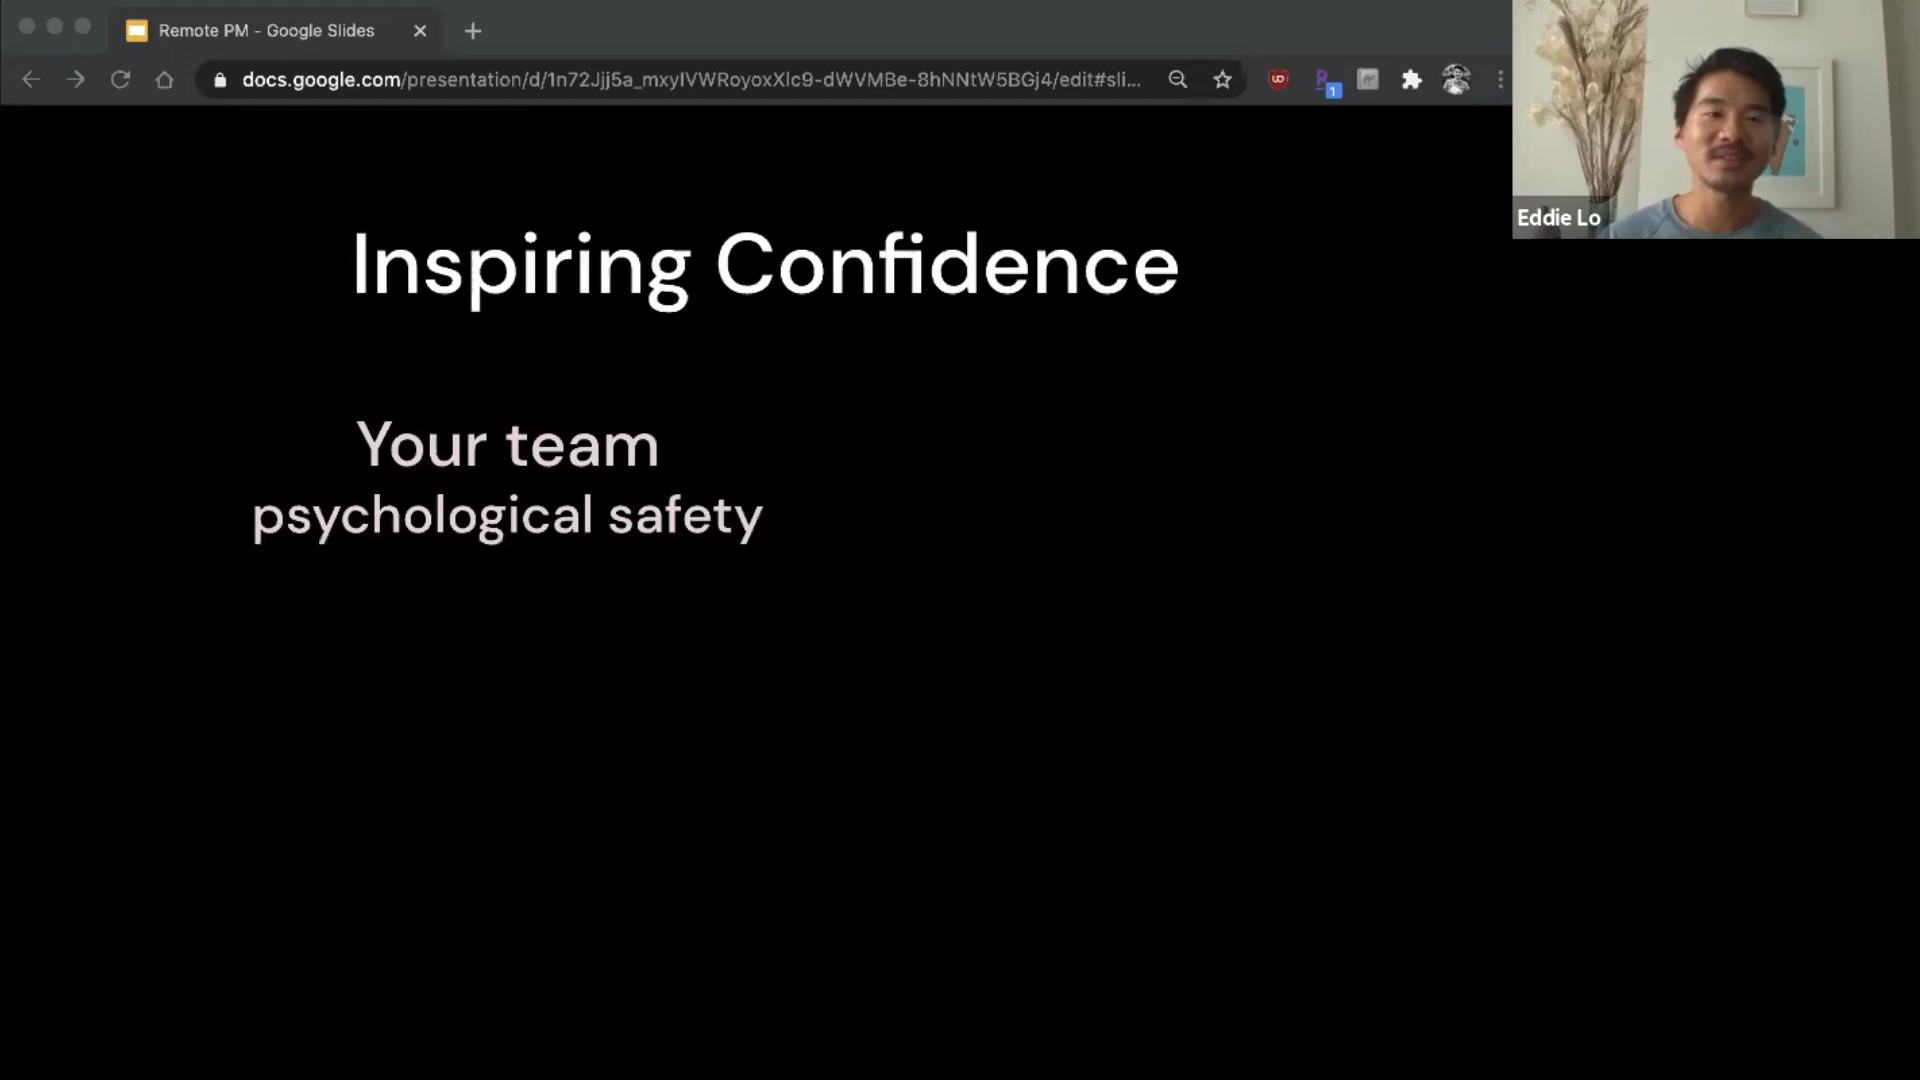 Remote PM - Google Slides
docs.google.com/presentation/d/1n72Jjj5a_mxyIVWRoyoxXlc9-dWVMBe-8hNNtW5BGj4/edit#sli...
1
Eddie Lo
Inspiring Confidence
Your team
psychological safety